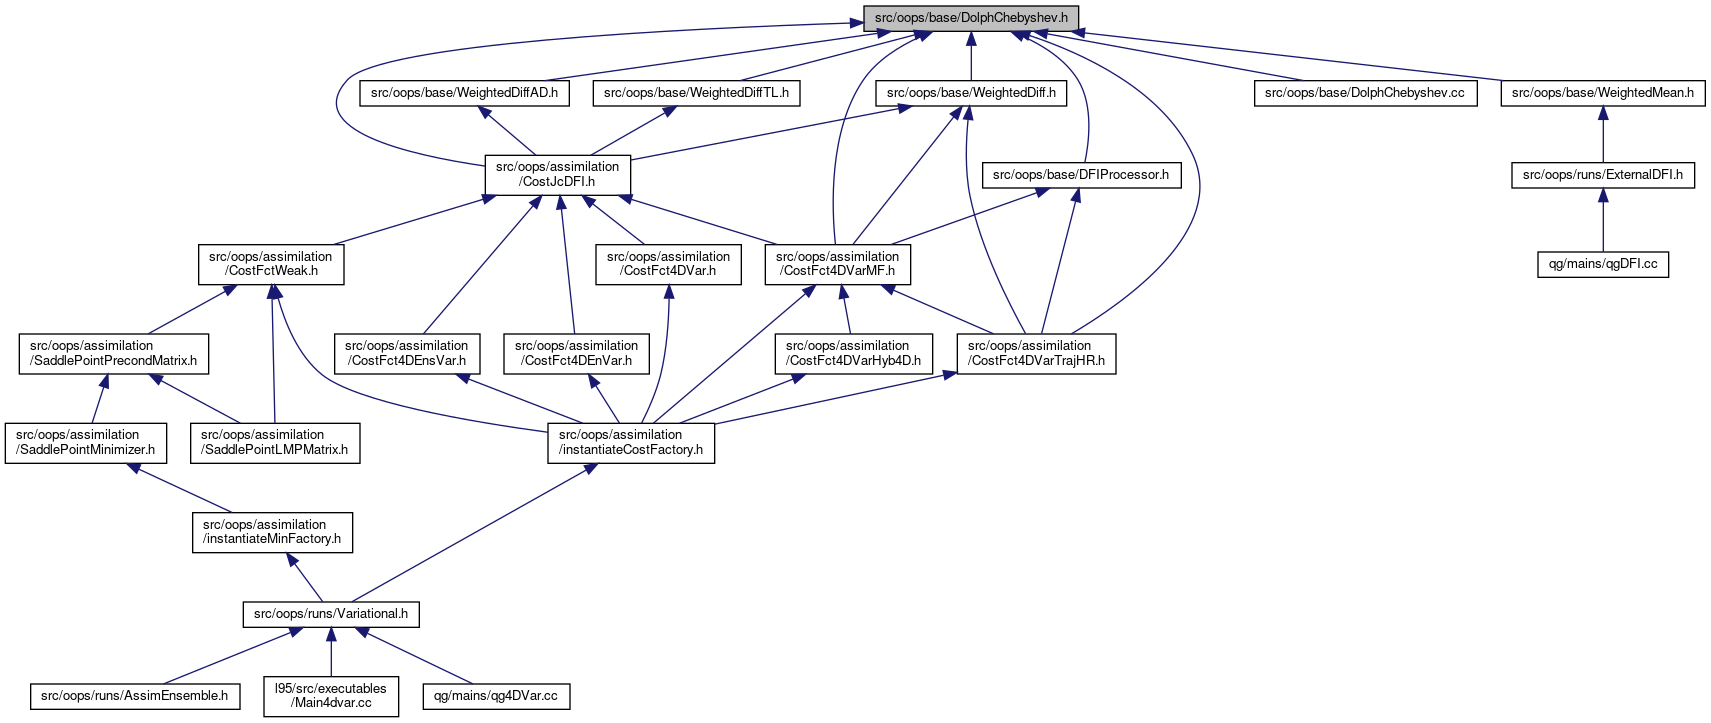 src/oops/base/DolphChebyshev.h
src/oops/base/WeightedDiffAD.h
src/oops/base/WeightedDiffTL.h
src/oops/base/WeightedDiff.h
src/oops/base/DolphChebyshev.cc
src/oops/base/WeightedMean.h
src/oops/assimilation
/CostJcDFI.h
src/oops/base/DFIProcessor.h
src/oops/runs/ExternalDFI.h
src/oops/assimilation
/CostFctWeak.h
src/oops/assimilation
/CostFct4DVar.h
src/oops/assimilation
/CostFct4DVarMF.h
qg/mains/qgDFI.cc
src/oops/assimilation
/SaddlePointPrecondMatrix.h
src/oops/assimilation
/CostFct4DEnsVar.h
src/oops/assimilation
/CostFct4DEnVar.h
src/oops/assimilation
/CostFct4DVarHyb4D.h
src/oops/assimilation
/CostFct4DVarTrajHR.h
src/oops/assimilation
/SaddlePointMinimizer.h
src/oops/assimilation
/SaddlePointLMPMatrix.h
src/oops/assimilation
/instantiateCostFactory.h
src/oops/assimilation
/instantiateMinFactory.h
src/oops/runs/Variational.h
src/oops/runs/AssimEnsemble.h
l95/src/executables
/Main4dvar.cc
qg/mains/qg4DVar.cc